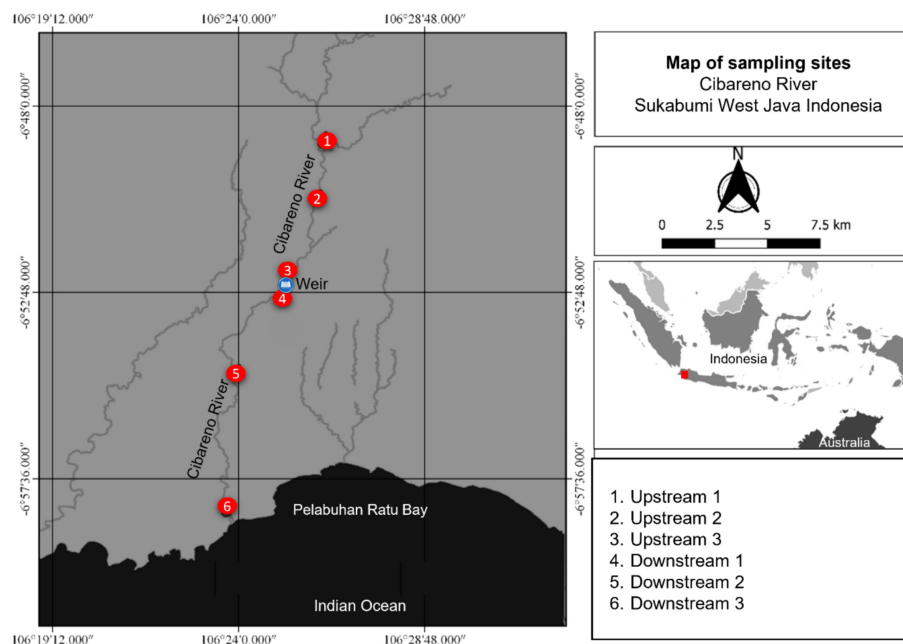 106°19'12.000"
106°24'0.000"
106°28'48.000"
-6°48'0.000"
-6°48'0.000"
1
Cibareno River
2
3
Weir
4
-6°52'48.000"
-6°52'48.000"
5
Cibareno River
-6°57'36.000"
-6°57'36.000"
6
Pelabuhan Ratu Bay
Indian Ocean
106°19'12.000"
106°24'0.000"
106°28'48.000"
Map of sampling sites
Cibareno River
Sukabumi West Java Indonesia
N
0 2.5 5 7.5 km
Indonesia
Australia
1. Upstream 1
2. Upstream 2
3. Upstream 3
4. Downstream 1
5. Downstream 2
6. Downstream 3